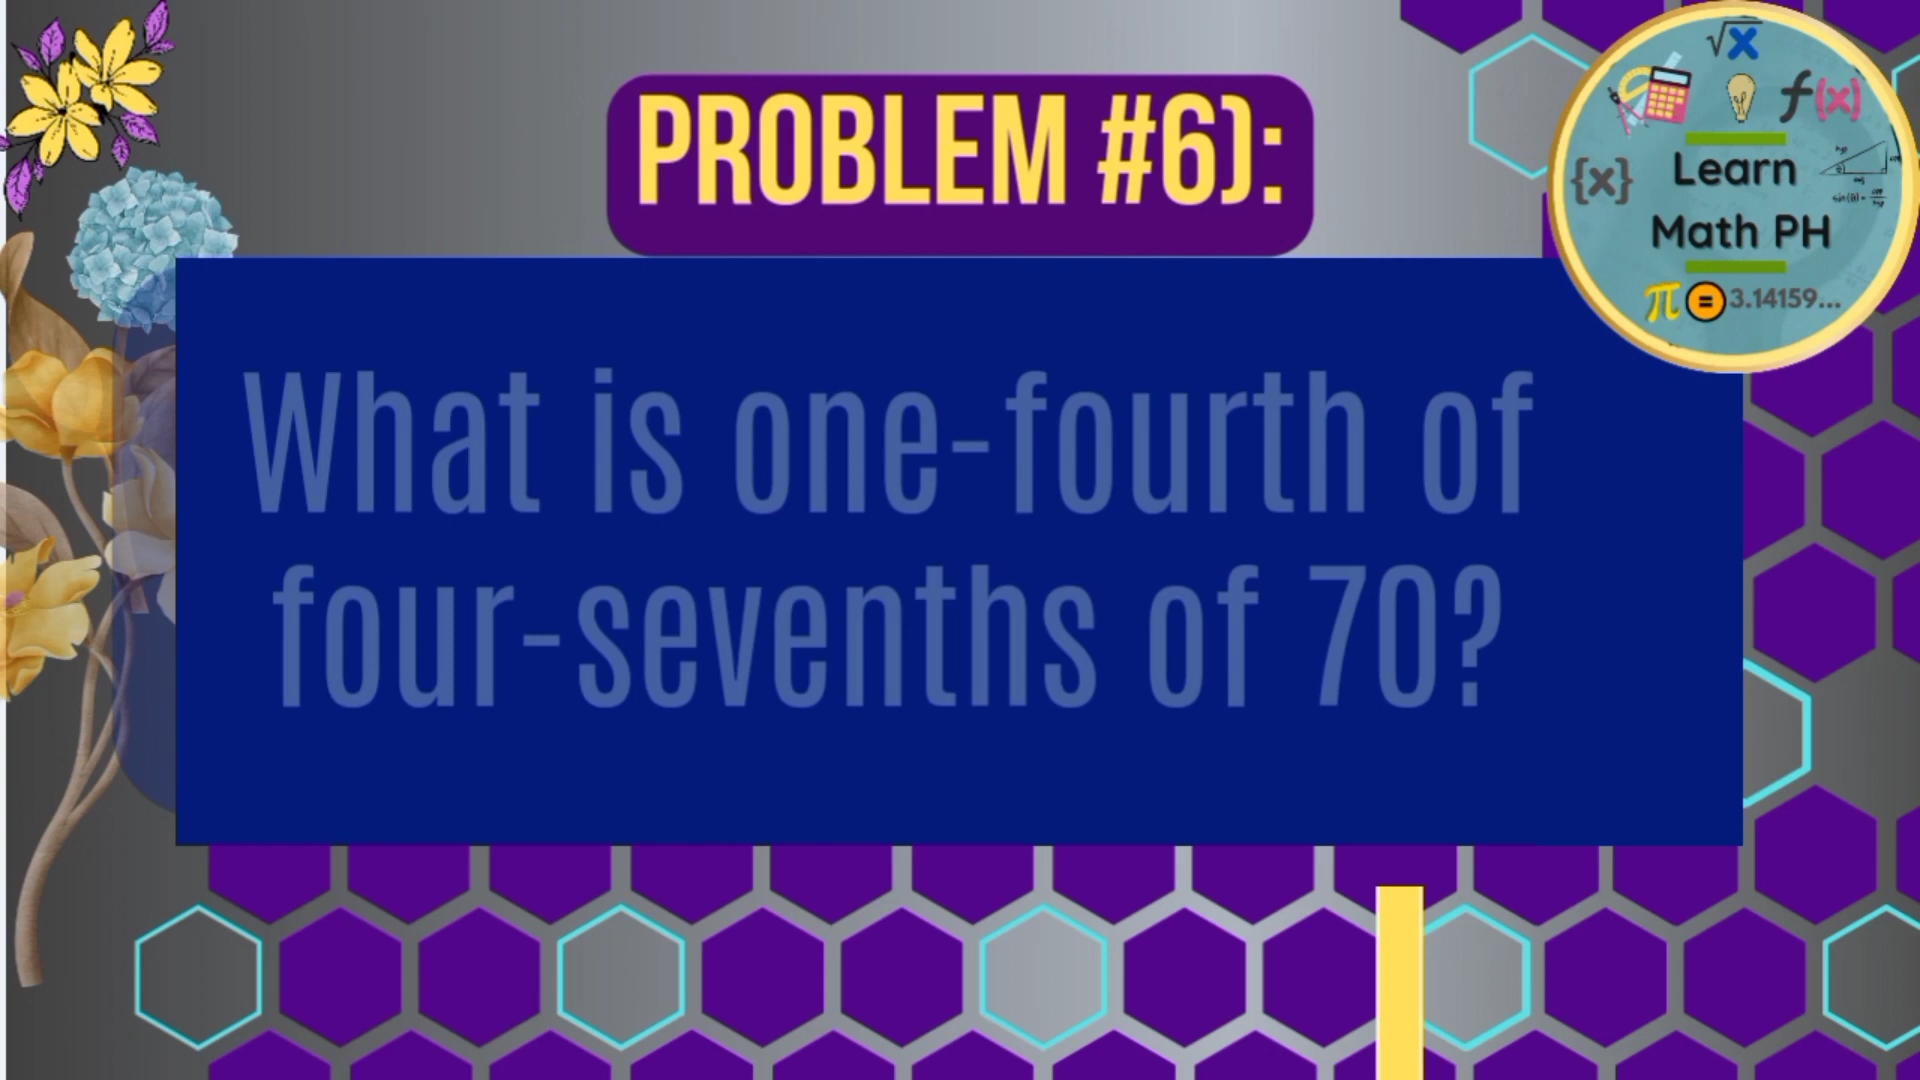 PROBLEM #6):
√x
f(x)
{x}
Learn
Math PH
π = 3.14159...
What is one-fourth of
four-sevenths of 70?